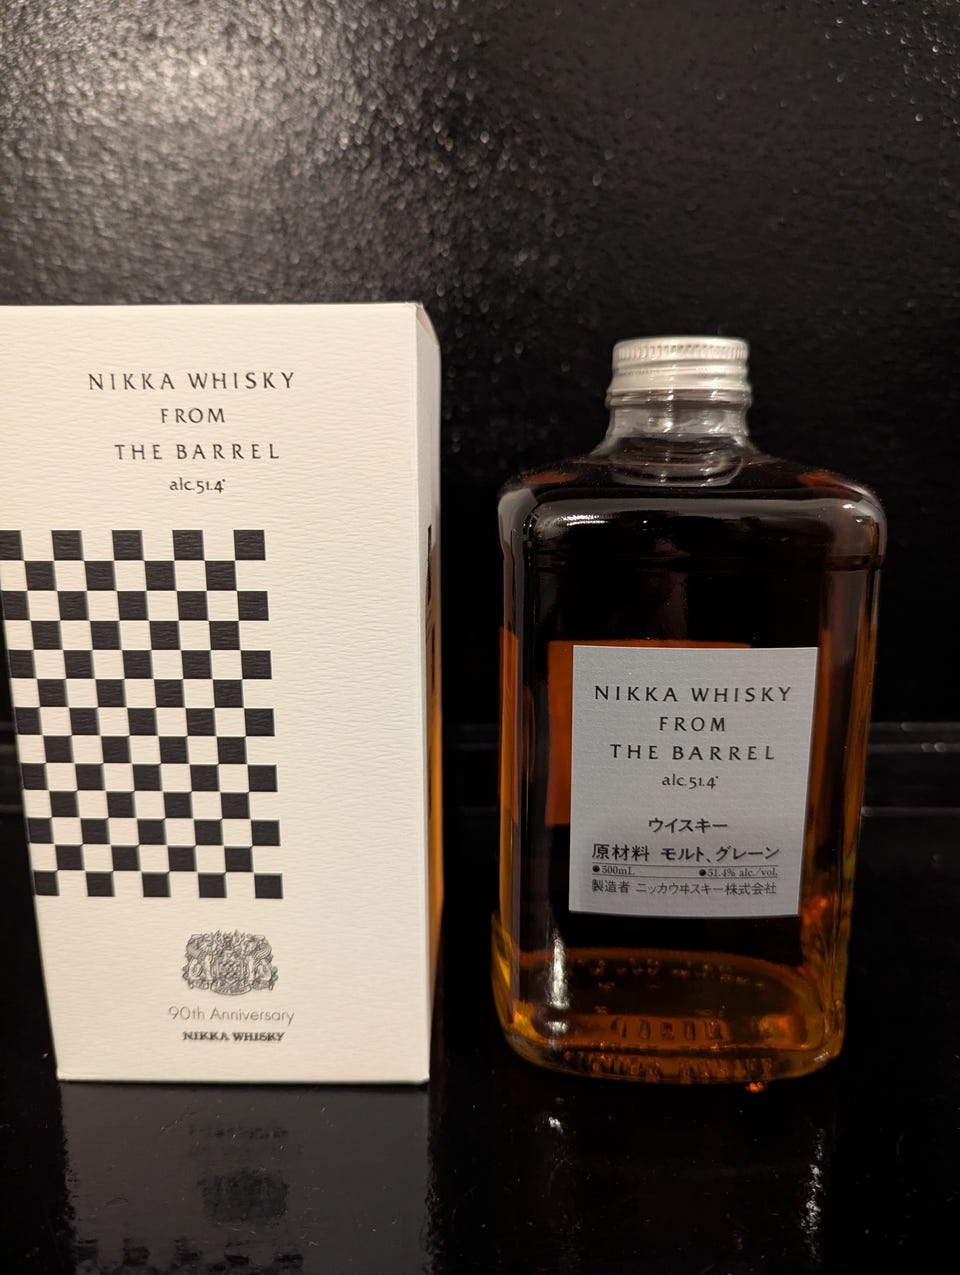 NIKKA WHISKY
FROM
THE BARREL
alc.51.4°
90th Anniversary
NIKKA WHISKY
NIKKA WHISKY
FROM
THE BARREL
alc.51.4°
ウイスキー
原材料 モルト、グレーン
●500mL ●51.4% alc./vol.
製造者 ニッカウヰスキー株式会社